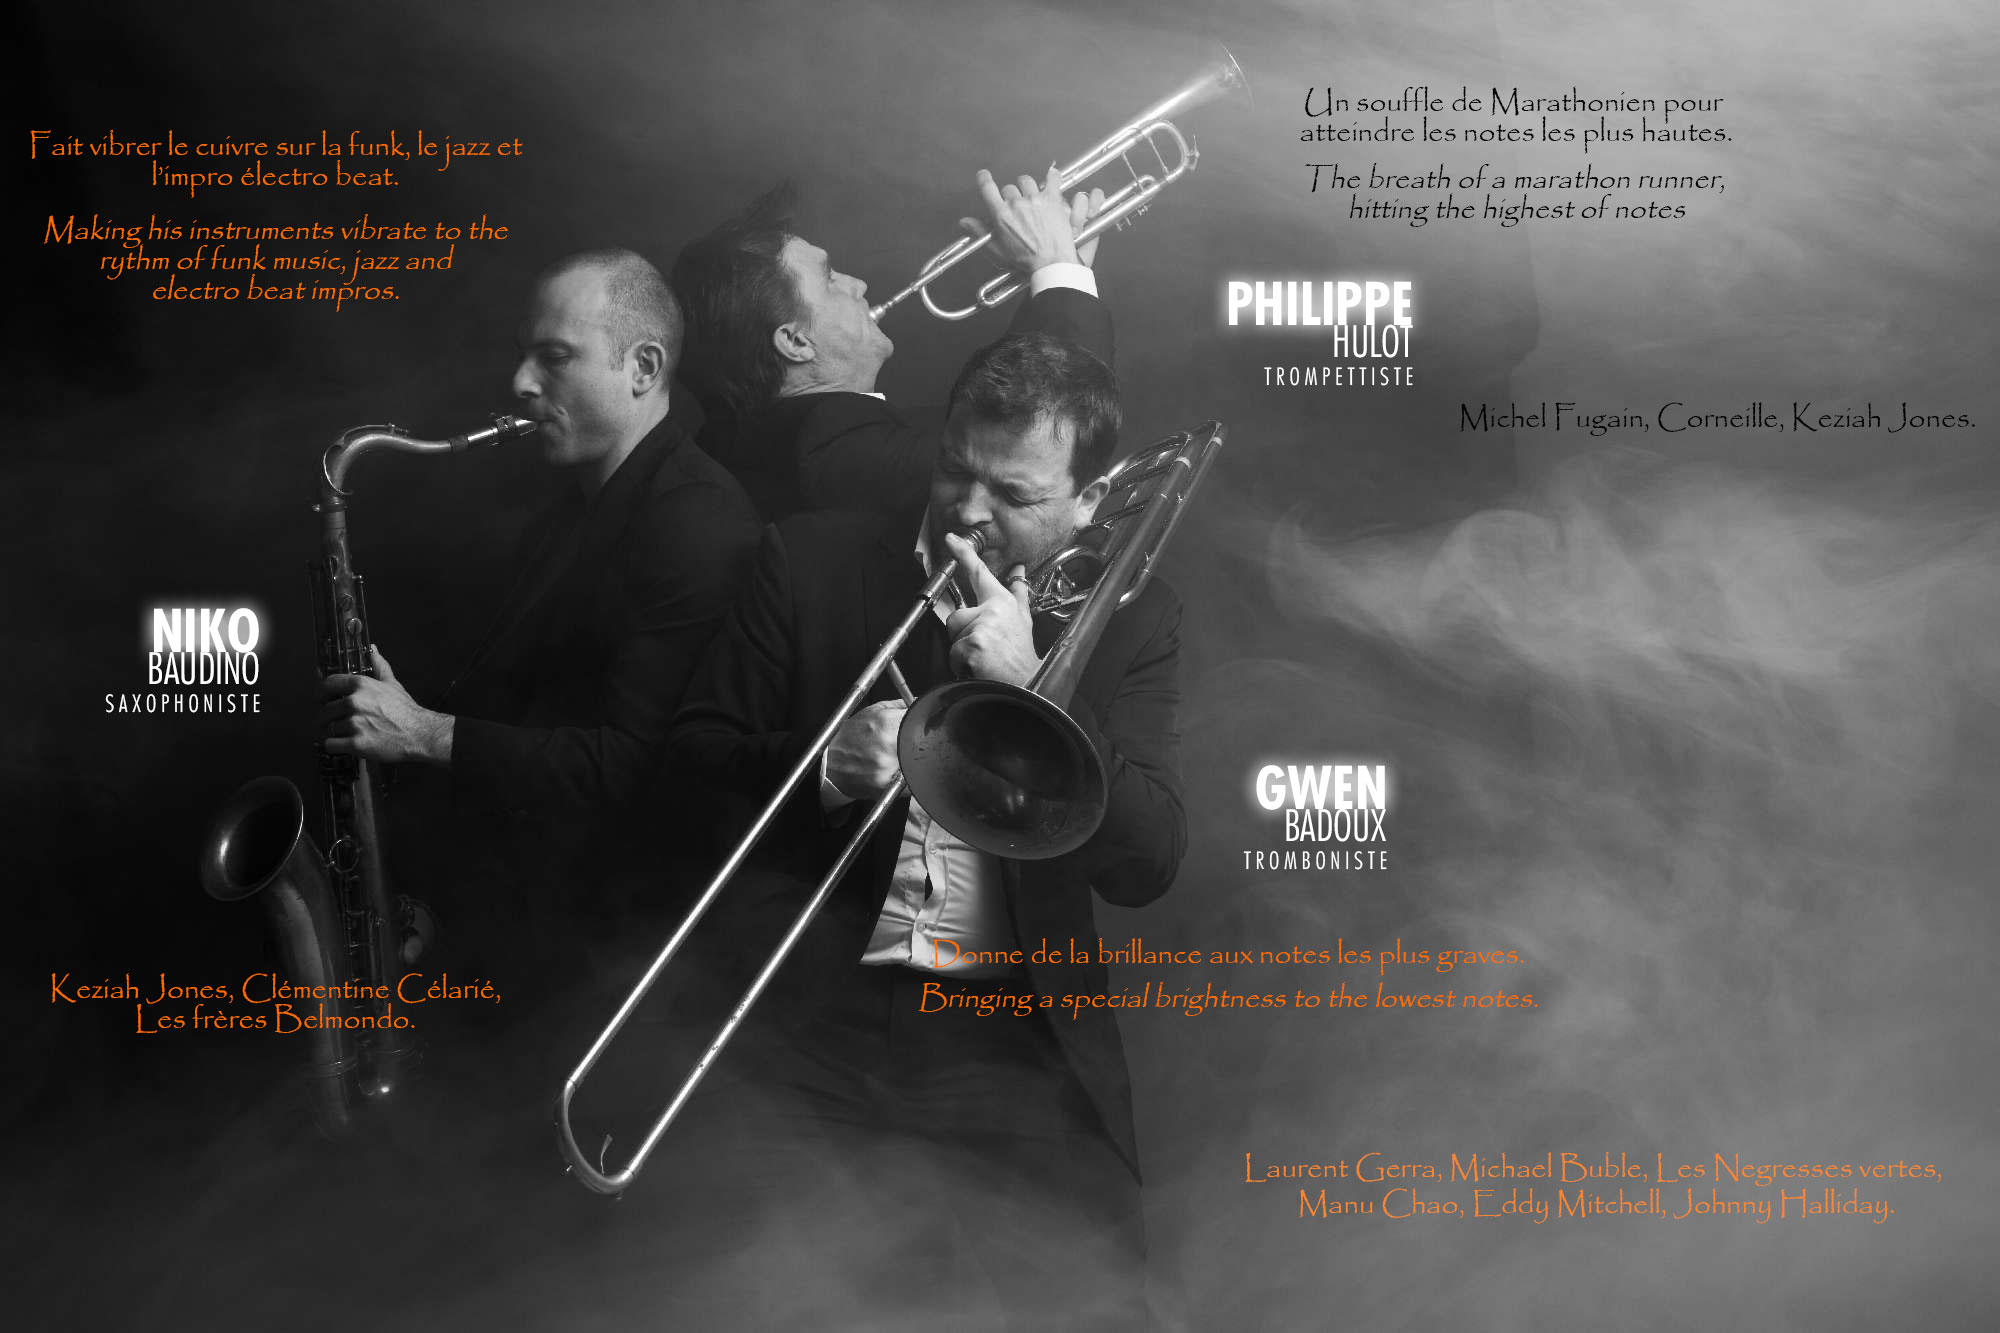 Fait vibrer le cuivre sur la funk, le jazz et
l'impro électro beat.
Making his instruments vibrate to the
rythm of funk music, jazz and
electro beat impros.
NIKO
BAUDINO
SAXOPHONISTE
Keziah Jones, Clémentine Célarié,
Les frères Belmondo.
Un souffle de Marathonien pour
atteindre les notes les plus hautes.
The breath of a marathon runner,
hitting the highest of notes
PHILIPPE
HULOT
TROMPETTISTE
Michel Fugain, Corneille, Keziah Jones.
GWEN
BADOUX
TROMBONISTE
Donne de la brillance aux notes les plus graves.
Bringing a special brightness to the lowest notes.
Laurent Gerra, Michael Buble, Les Negresses vertes,
Manu Chao, Eddy Mitchell, Johnny Halliday.